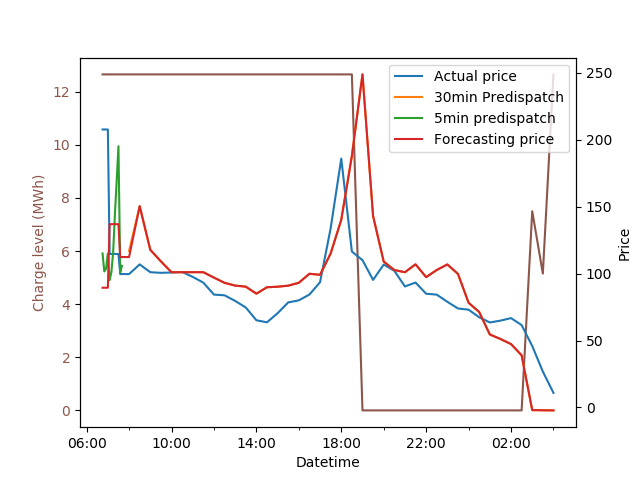 Actual price
30min Predispatch
5min predispatch
Forecasting price
Charge level (MWh)
12
10
8
6
4
2
0
250
200
150
100
50
0
Price
06:00 10:00 14:00 18:00 22:00 02:00
Datetime